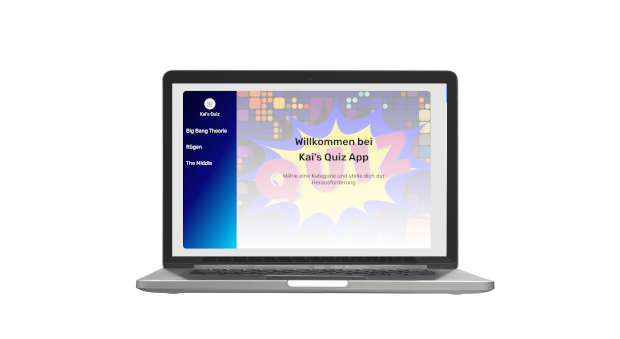 Kai's Quiz
Big Bang Theorie
Rügen
The Middle
Willkommen bei
Kai's Quiz App
Wähle eine Kategorie und stelle dich der
Herausforderung
QUIZ